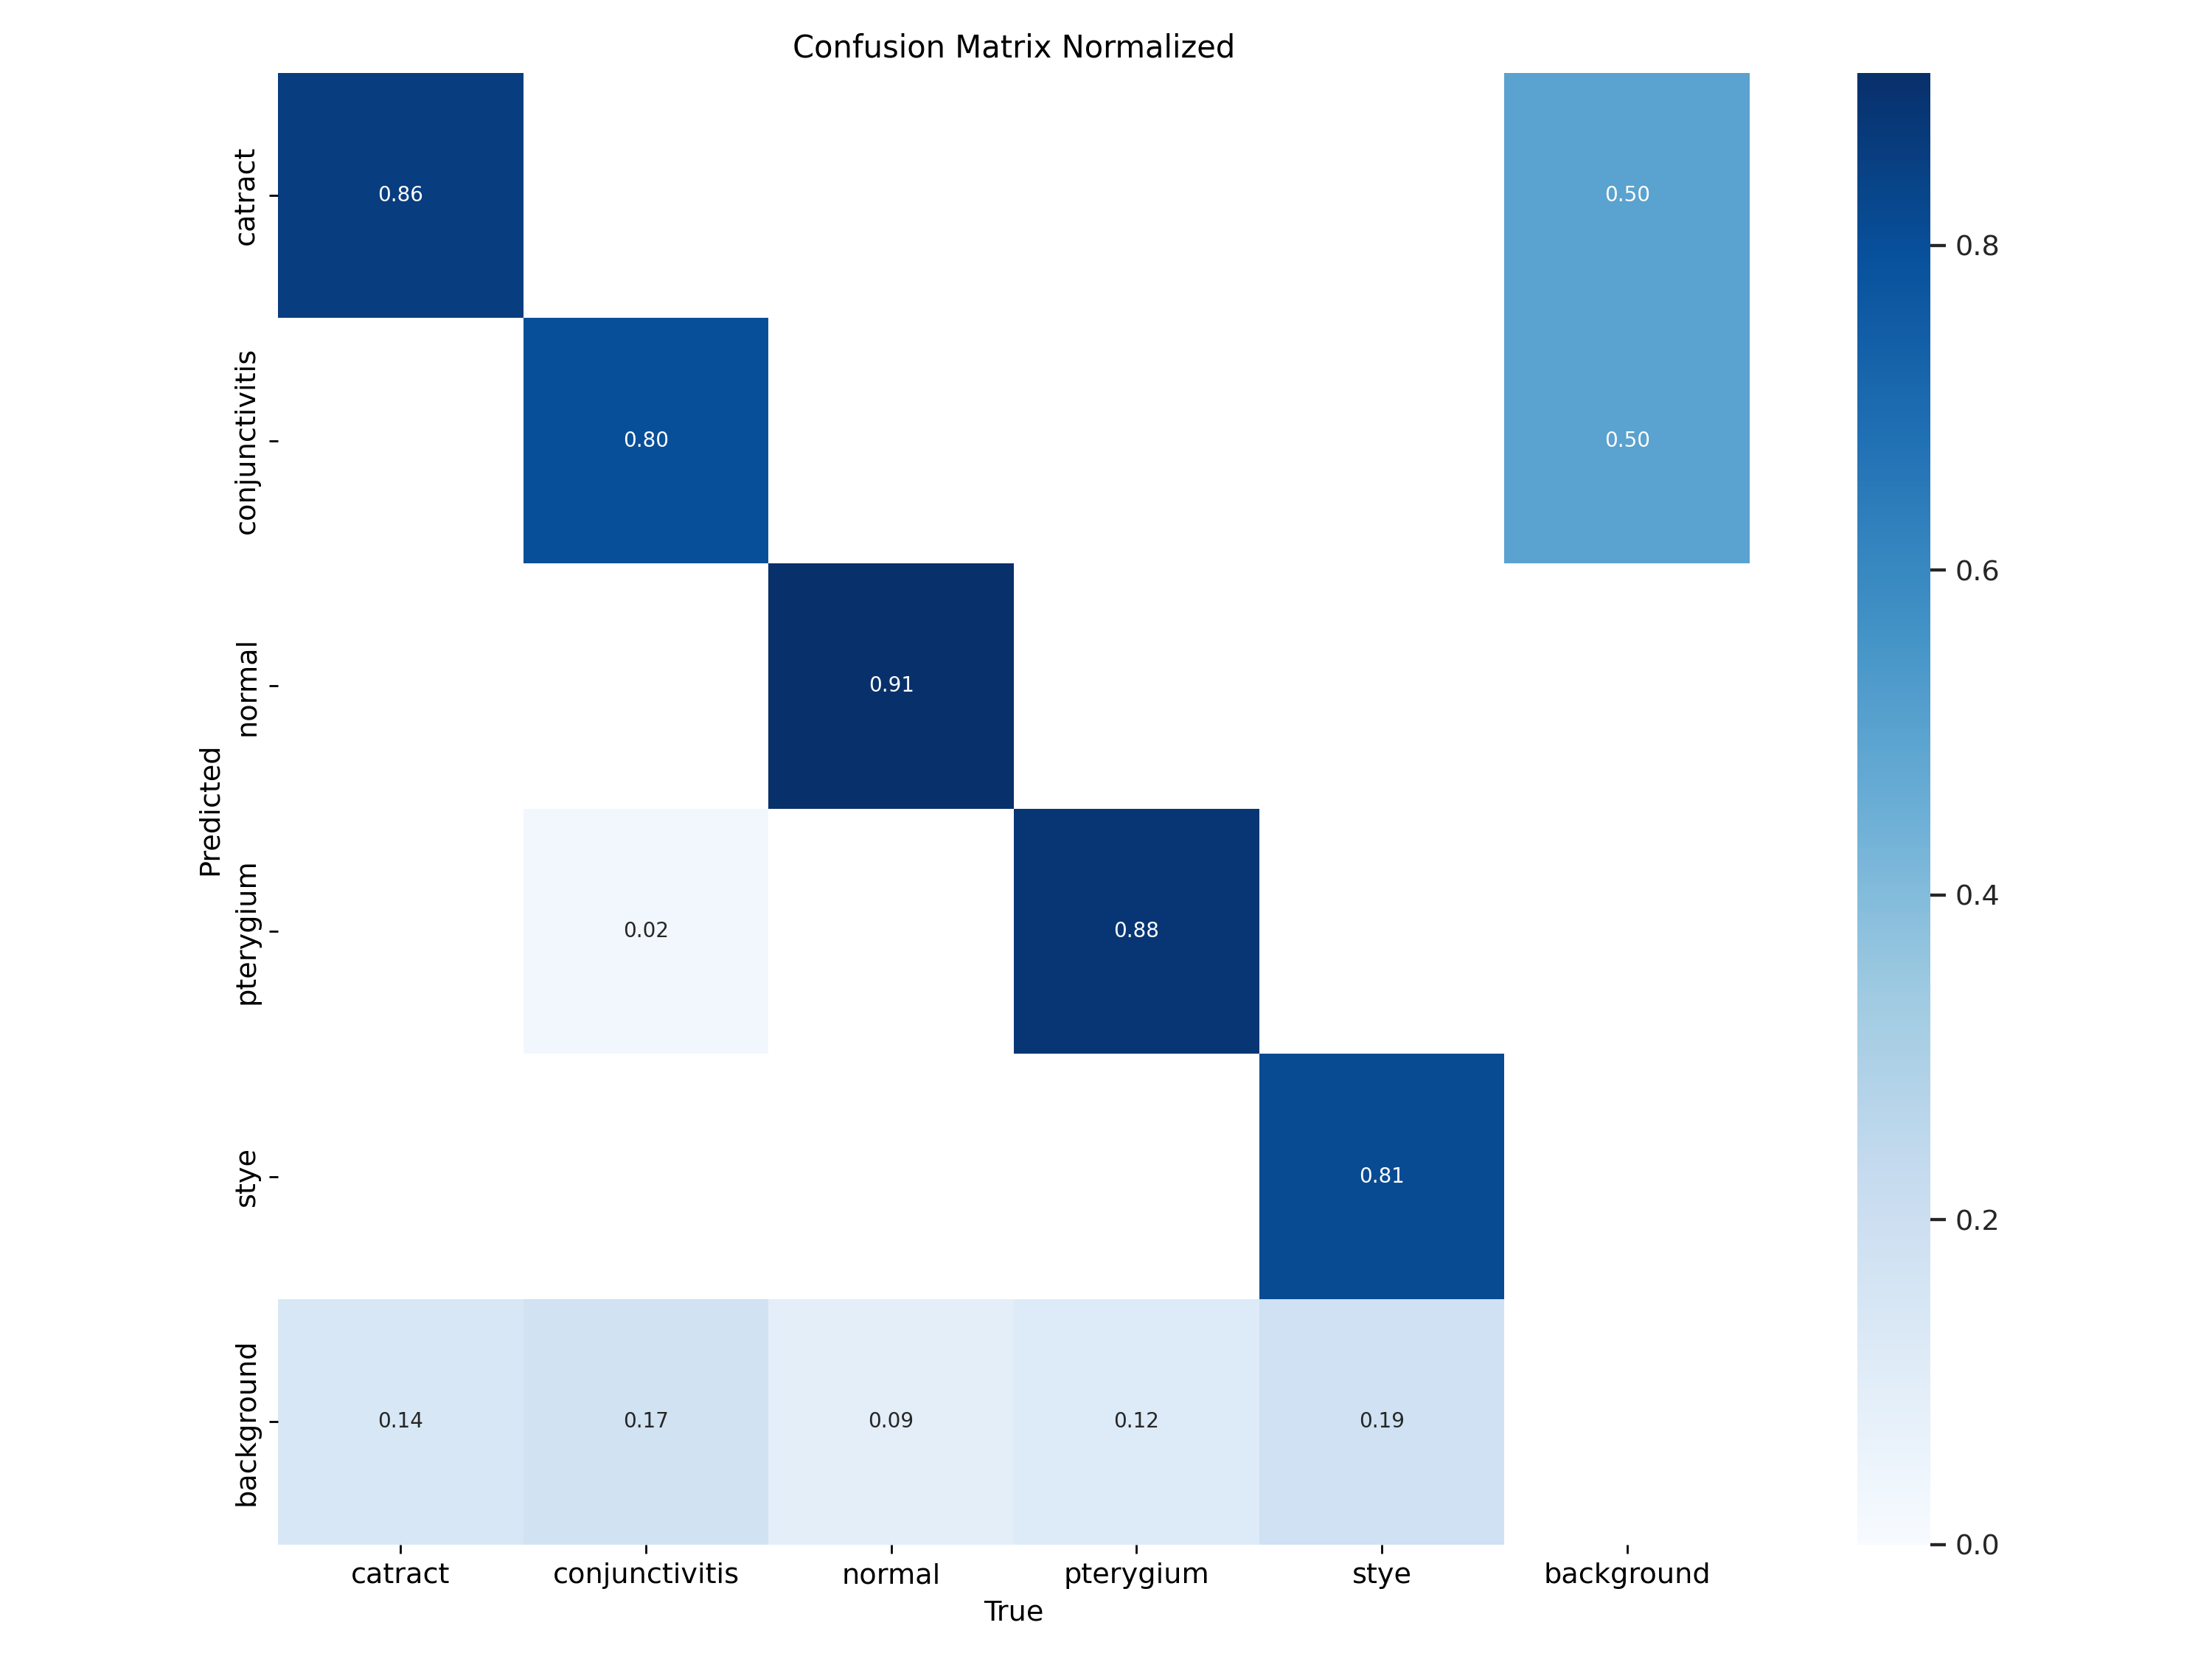 Confusion Matrix Normalized
catract
0.86
0.50
0.8
conjunctivitis
0.80
0.50
0.6
normal
0.91
Predicted
pterygium
0.02
0.88
0.4
stye
0.81
0.2
background
0.14
0.17
0.09
0.12
0.19
0.0
catract conjunctivitis normal pterygium stye background
True